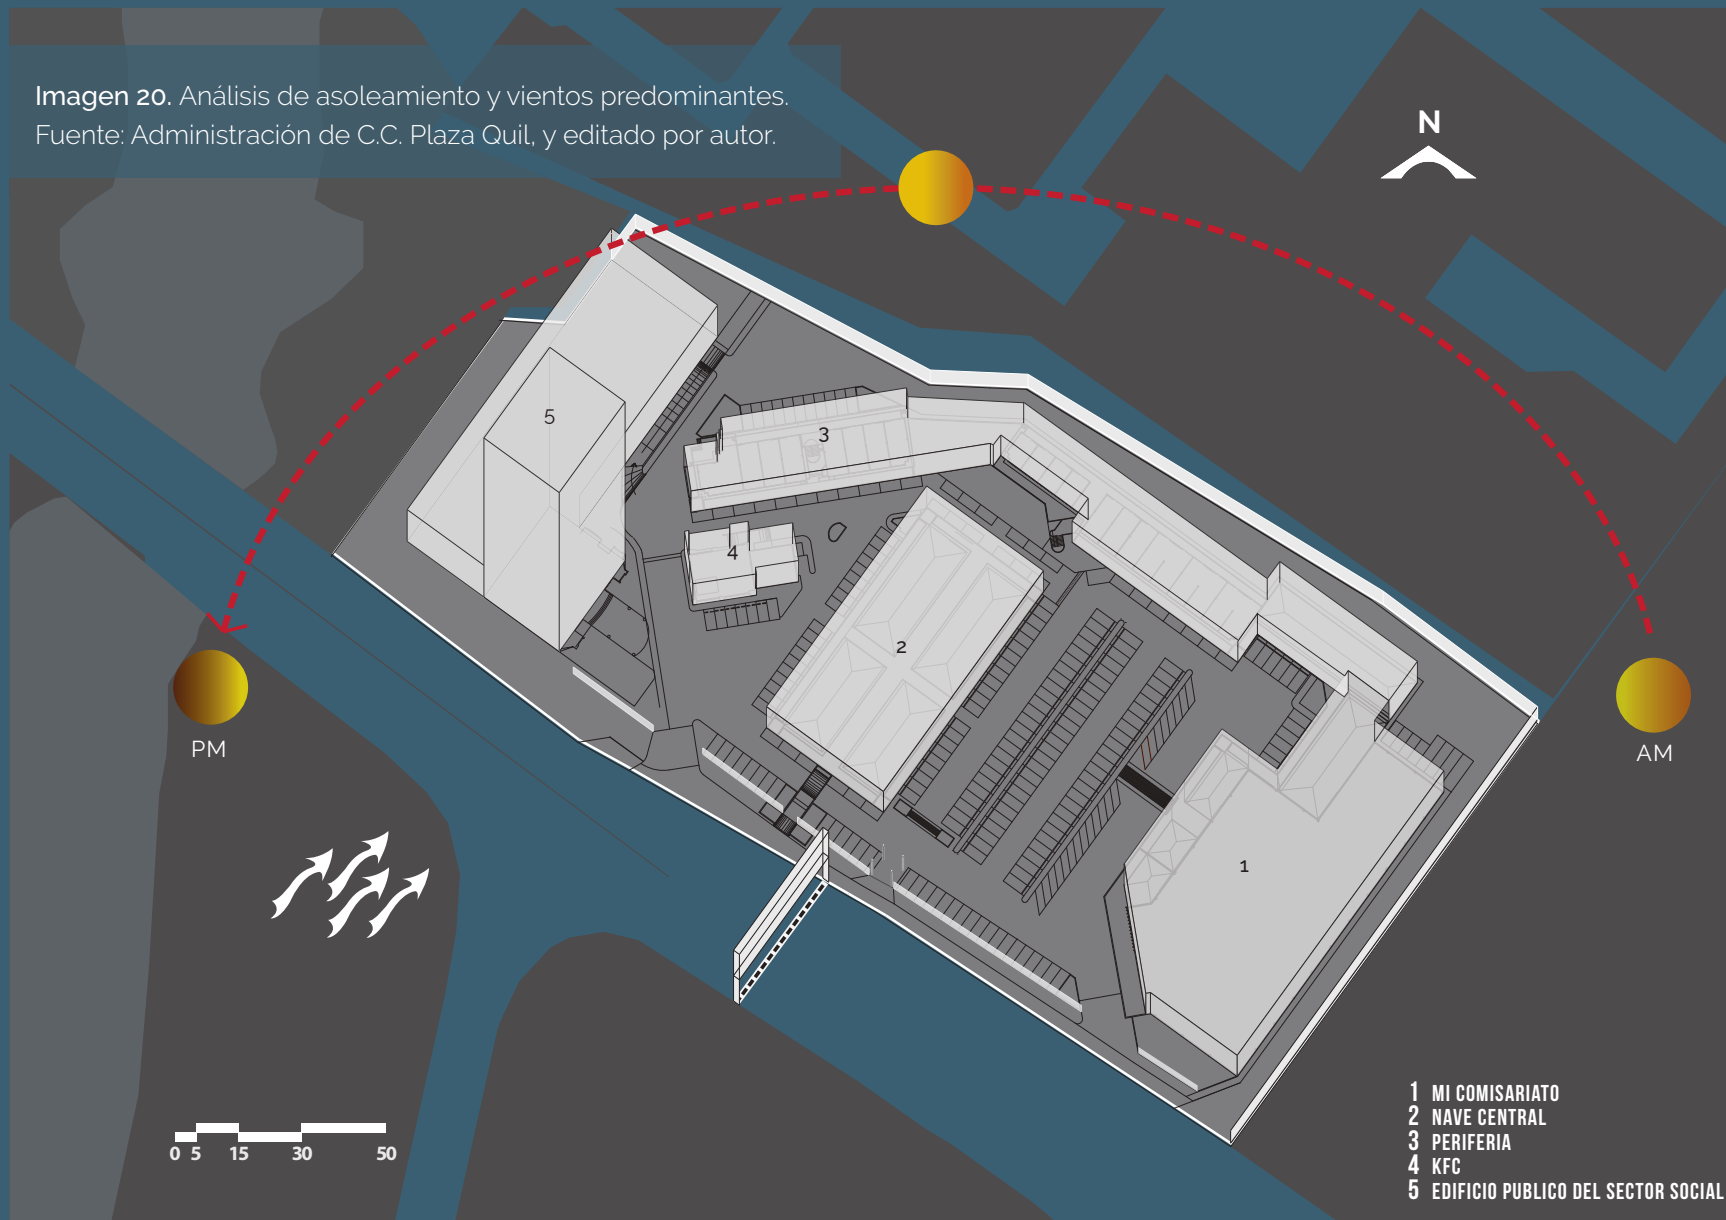 Imagen 20. Análisis de asoleamiento y vientos predominantes.
Fuente: Administración de C.C. Plaza Quil, y editado por autor.
N
5
3
4
2
1
PM
AM
0 5 15 30 50
1 MI COMISARIATO
2 NAVE CENTRAL
3 PERIFERIA
4 KFC
5 EDIFICIO PUBLICO DEL SECTOR SOCIAL